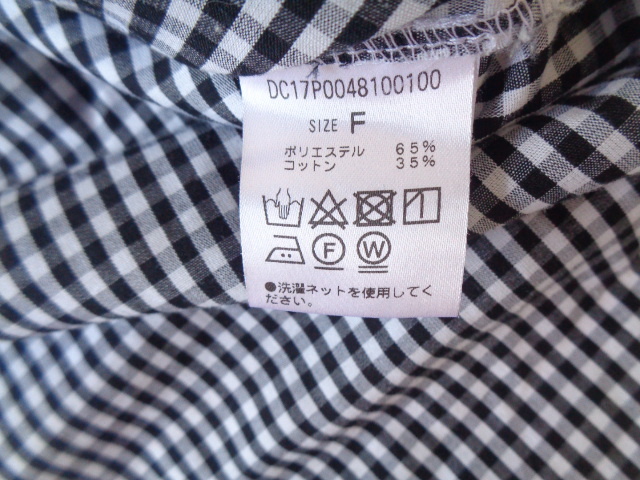 DC17P0048100100
SIZE F
ポリエステル 65%
コットン 35%
F W
●洗濯ネットを使用してく
ださい。